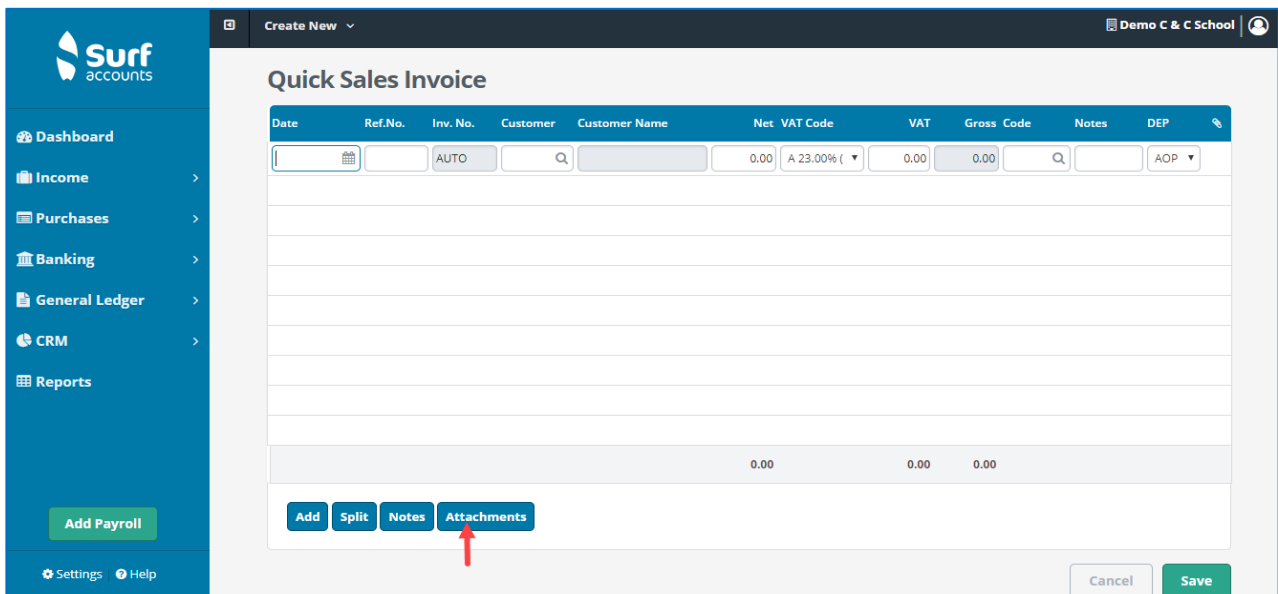 Surf
accounts
Create New
Demo C & C School
Dashboard
Income
Purchases
Banking
General Ledger
CRM
Reports
Add Payroll
Settings Help
Quick Sales Invoice
Date Ref.No. Inv. No. Customer Customer Name Net VAT Code VAT Gross Code Notes DEP
AUTO 0.00 A 23.00% ( 0.00 0.00 AOP
0.00 0.00 0.00
Add Split Notes Attachments
Cancel Save